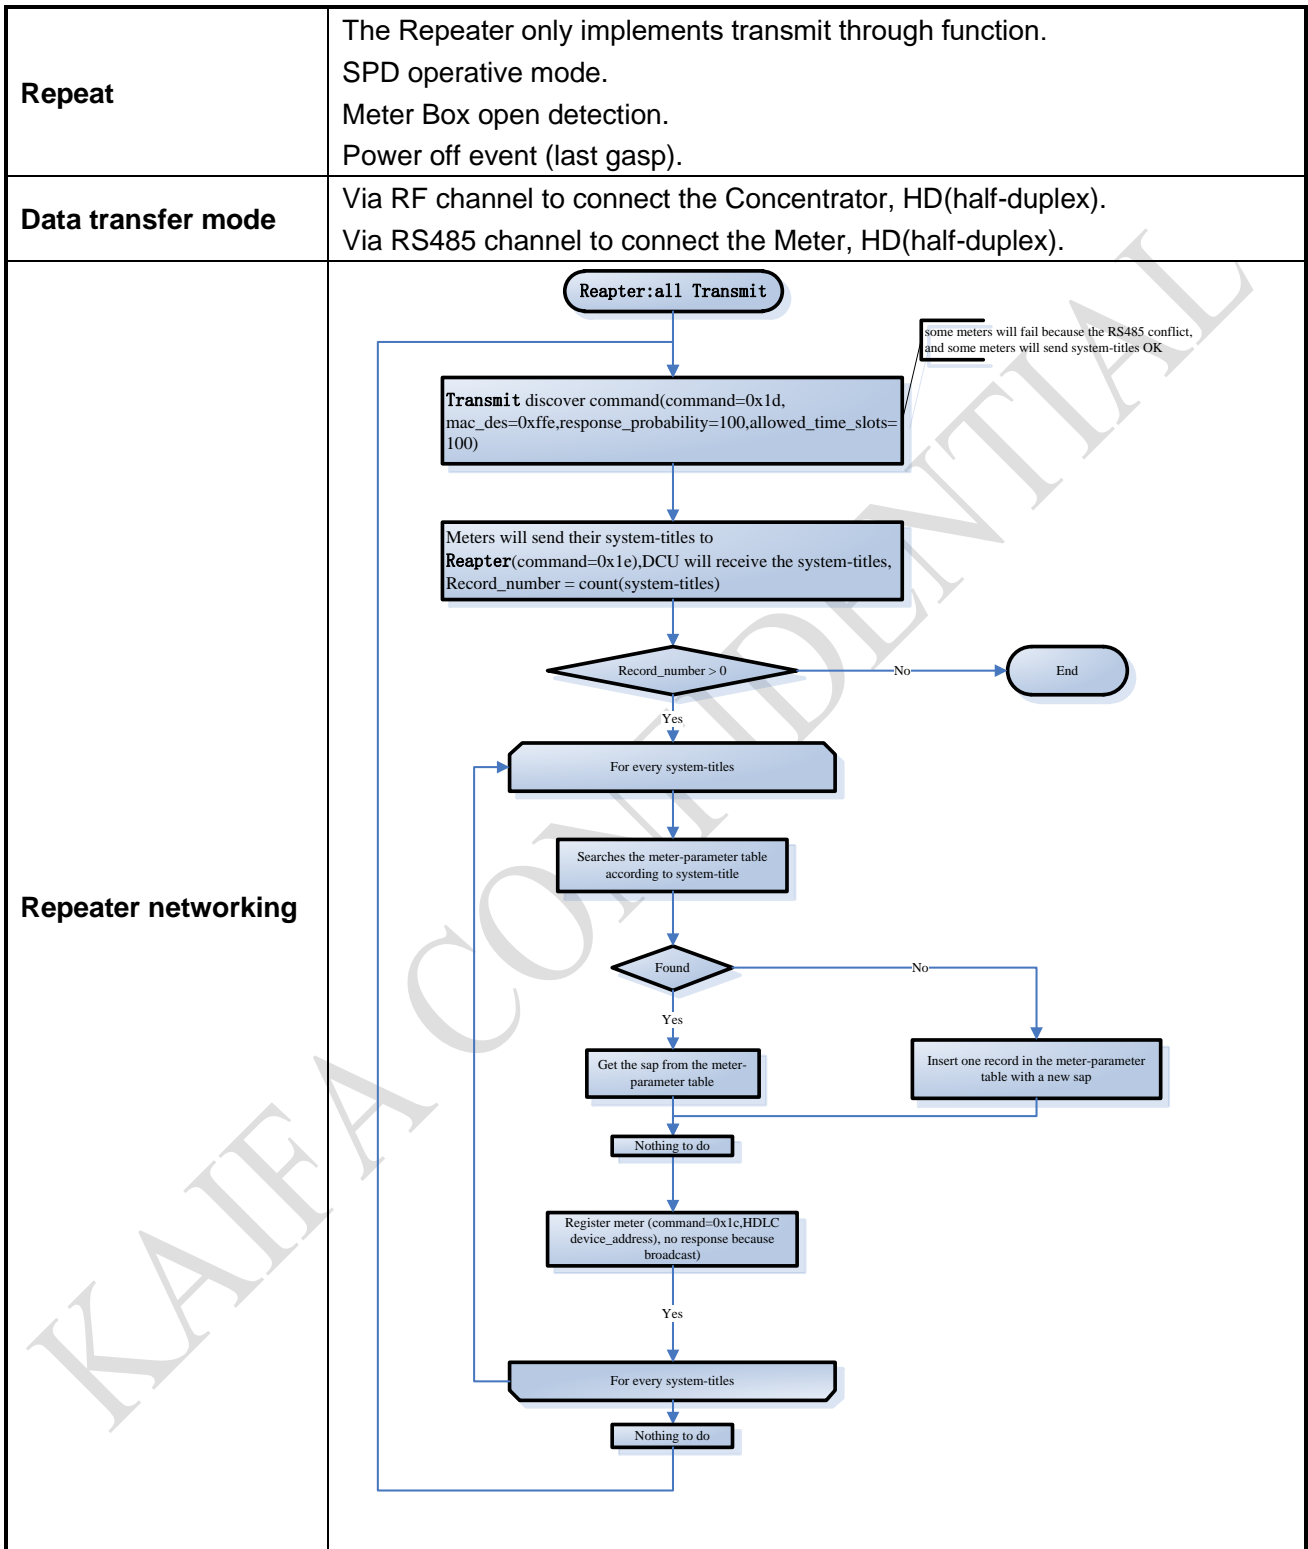 Repeat
The Repeater only implements transmit through function.
SPD operative mode.
Meter Box open detection.
Power off event (last gasp).
Data transfer mode
Via RF channel to connect the Concentrator, HD(half-duplex).
Via RS485 channel to connect the Meter, HD(half-duplex).
Repeater networking
Reapter:all Transmit
some meters will fail because the RS485 conflict,
and some meters will send system-titles OK
Transmit discover command(command=0x1d,
mac_des=0xffe,response_probability=100,allowed_time_slots=
100)
Meters will send their system-titles to
Reapter(command=0x1e),DCU will receive the system-titles,
Record_number = count(system-titles)
Record_number > 0
No
End
Yes
For every system-titles
Searches the meter-parameter table
according to system-title
Found
No
Yes
Get the sap from the meter-
parameter table
Insert one record in the meter-parameter
table with a new sap
Nothing to do
Register meter (command=0x1c,HDLC
device_address), no response because
broadcast)
Yes
For every system-titles
Nothing to do
KAIFA CONFIDENTIAL